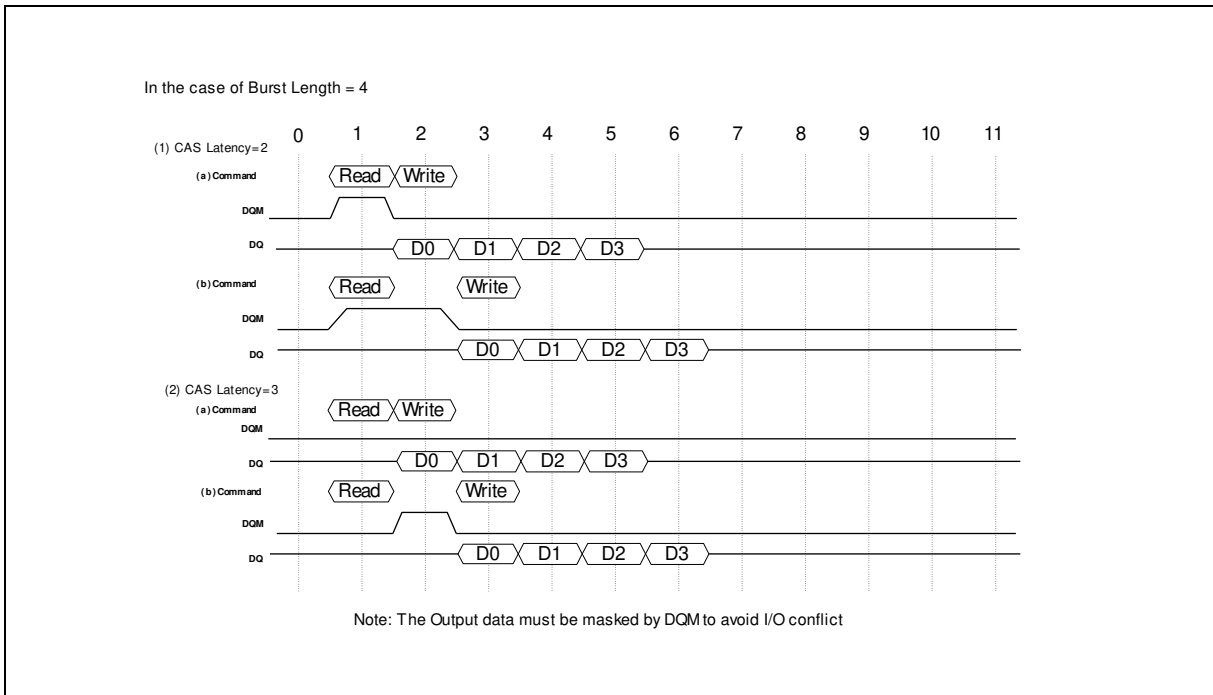 In the case of Burst Length = 4
0 1 2 3 4 5 6 7 8 9 10 11
(1) CAS Latency=2
(a)Command Read Write
DQM
DQ D0 D1 D2 D3
(b)Command Read Write
DQM
DQ D0 D1 D2 D3
(2) CAS Latency=3
(a)Command Read Write
DQM
DQ D0 D1 D2 D3
(b)Command Read Write
DQM
DQ D0 D1 D2 D3
Note: The Output data must be masked by DQM to avoid I/O conflict